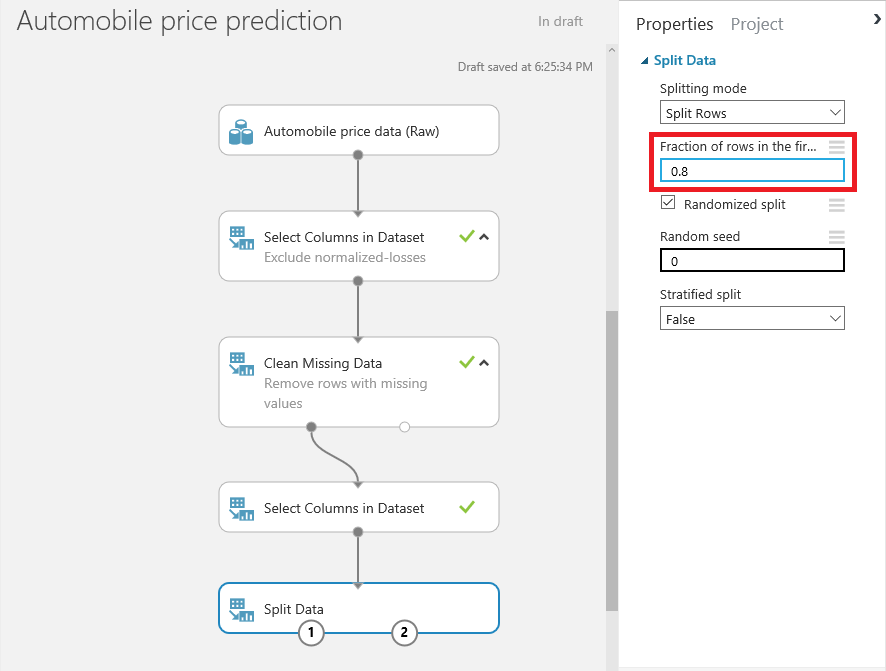 Automobile price prediction
In draft
Draft saved at 6:25:34 PM
Automobile price data (Raw)
Select Columns in Dataset
Exclude normalized-losses
Clean Missing Data
Remove rows with missing
values
Select Columns in Dataset
Split Data
1
2
Properties Project
Split Data
Splitting mode
Split Rows
Fraction of rows in the fir...
0.8
Randomized split
Random seed
0
Stratified split
False